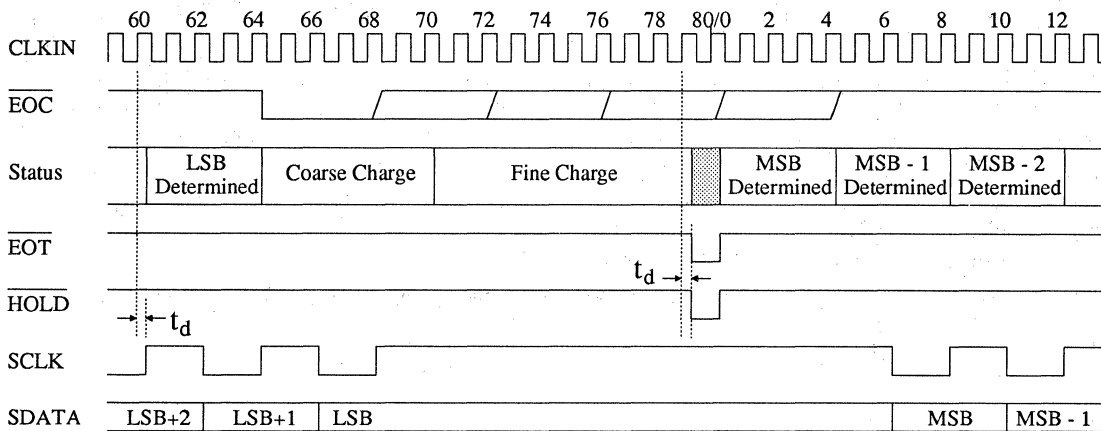 60 62 64 66 68 70 72 74 76 78 80/0 2 4 6 8 10 12
CLKIN
EOC
Status
LSB Determined
Coarse Charge
Fine Charge
MSB Determined
MSB - 1 Determined
MSB - 2 Determined
EOT
td
HOLD
td
SCLK
SDATA
LSB+2
LSB+1
LSB
MSB
MSB - 1